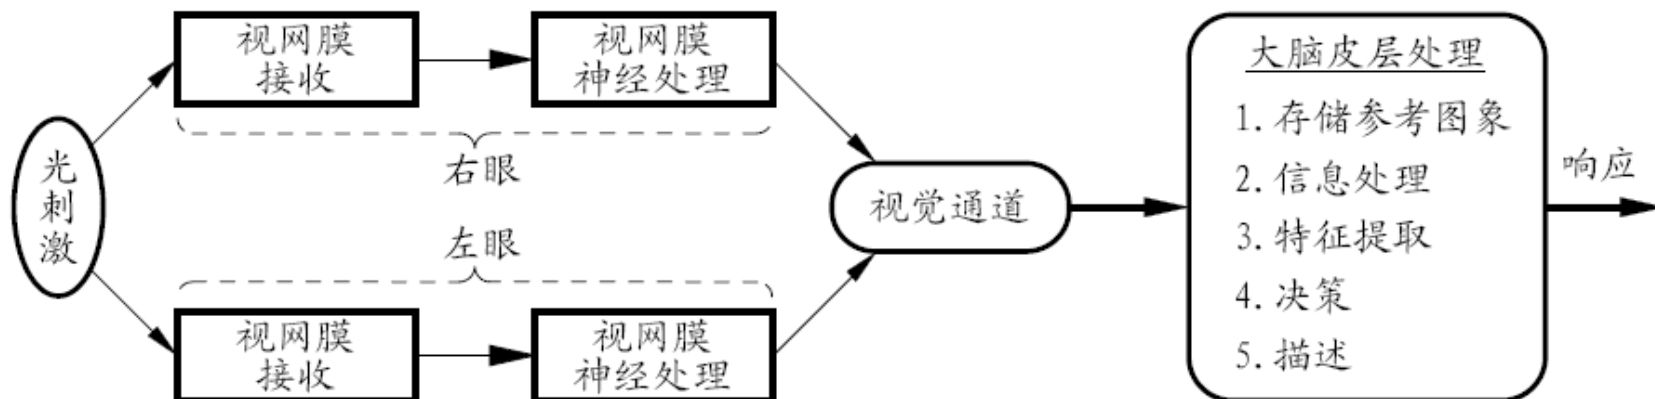 光刺激
视网膜
接收
视网膜
神经处理
右眼
左眼
视网膜
接收
视网膜
神经处理
视觉通道
大脑皮层处理
1. 存储参考图象
2. 信息处理
3. 特征提取
4. 决策
5. 描述
响应